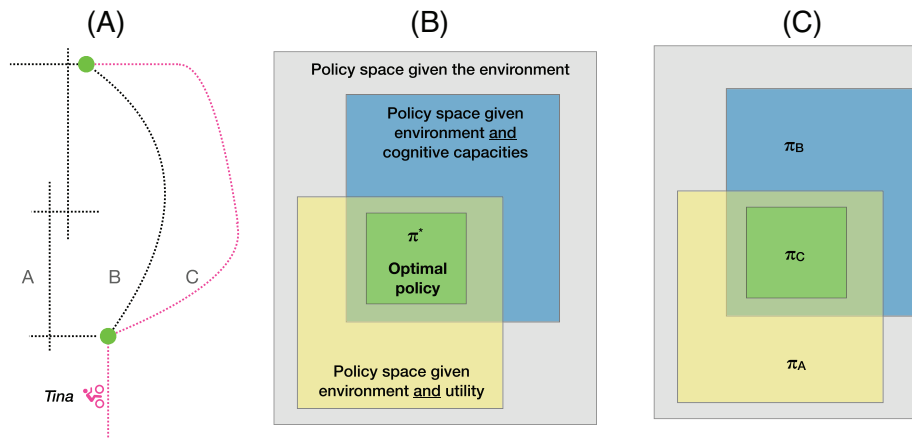 (A)
A
B
C
Tina
(B)
Policy space given the environment
Policy space given
environment and
cognitive capacities
π*
Optimal
policy
Policy space given
environment and utility
(C)
πB
πC
πA